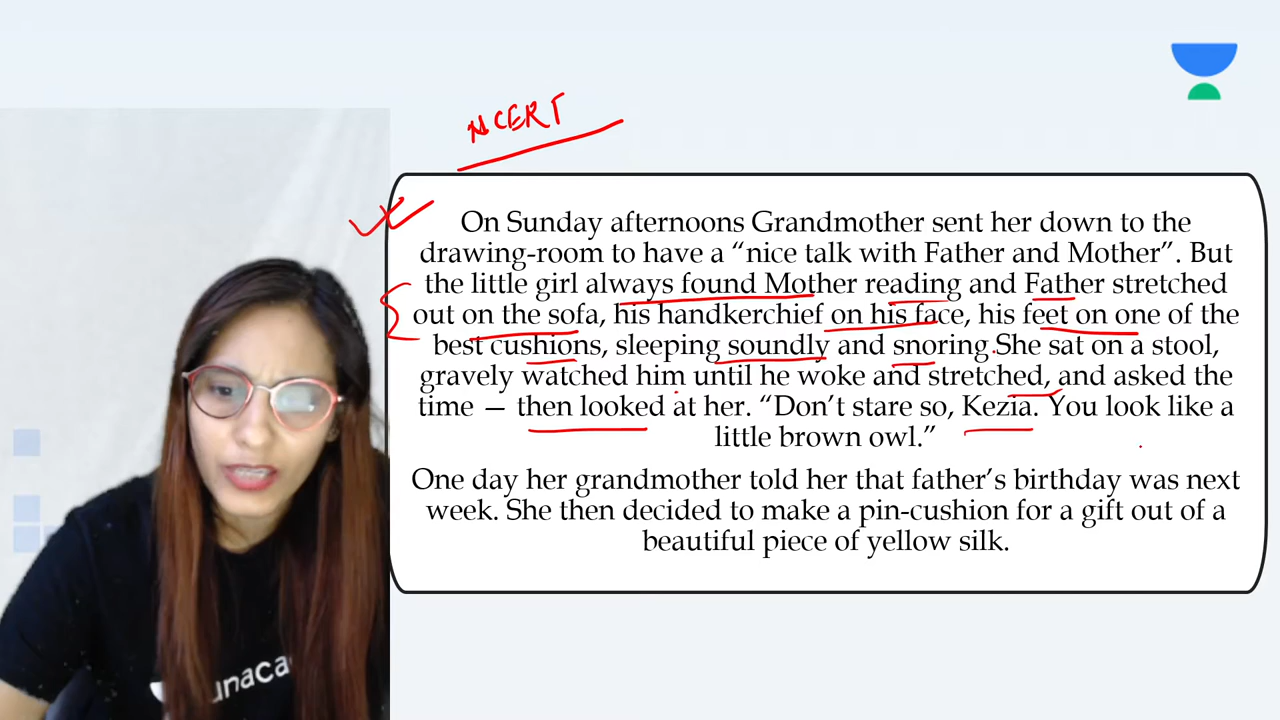 NCERT
On Sunday afternoons Grandmother sent her down to the
drawing-room to have a “nice talk with Father and Mother”. But
the little girl always found Mother reading and Father stretched
out on the sofa, his handkerchief on his face, his feet on one of the
best cushions, sleeping soundly and snoring.She sat on a stool,
gravely watched him until he woke and stretched, and asked the
time — then looked at her. “Don’t stare so, Kezia. You look like a
little brown owl.”
One day her grandmother told her that father’s birthday was next
week. She then decided to make a pin-cushion for a gift out of a
beautiful piece of yellow silk.
unaca